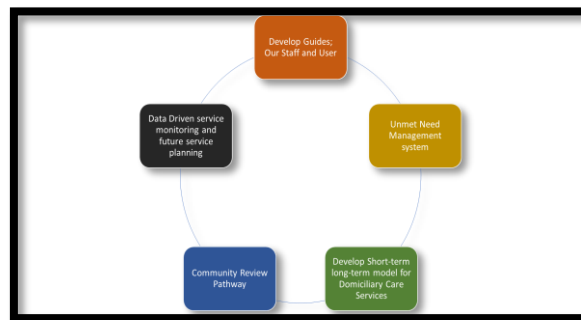 Develop Guides;
Our Staff and User
Unmet Need
Management
system
Develop Short-term
long-term model for
Domiciliary Care
Services
Community Review
Pathway
Data Driven service
monitoring and
future service
planning